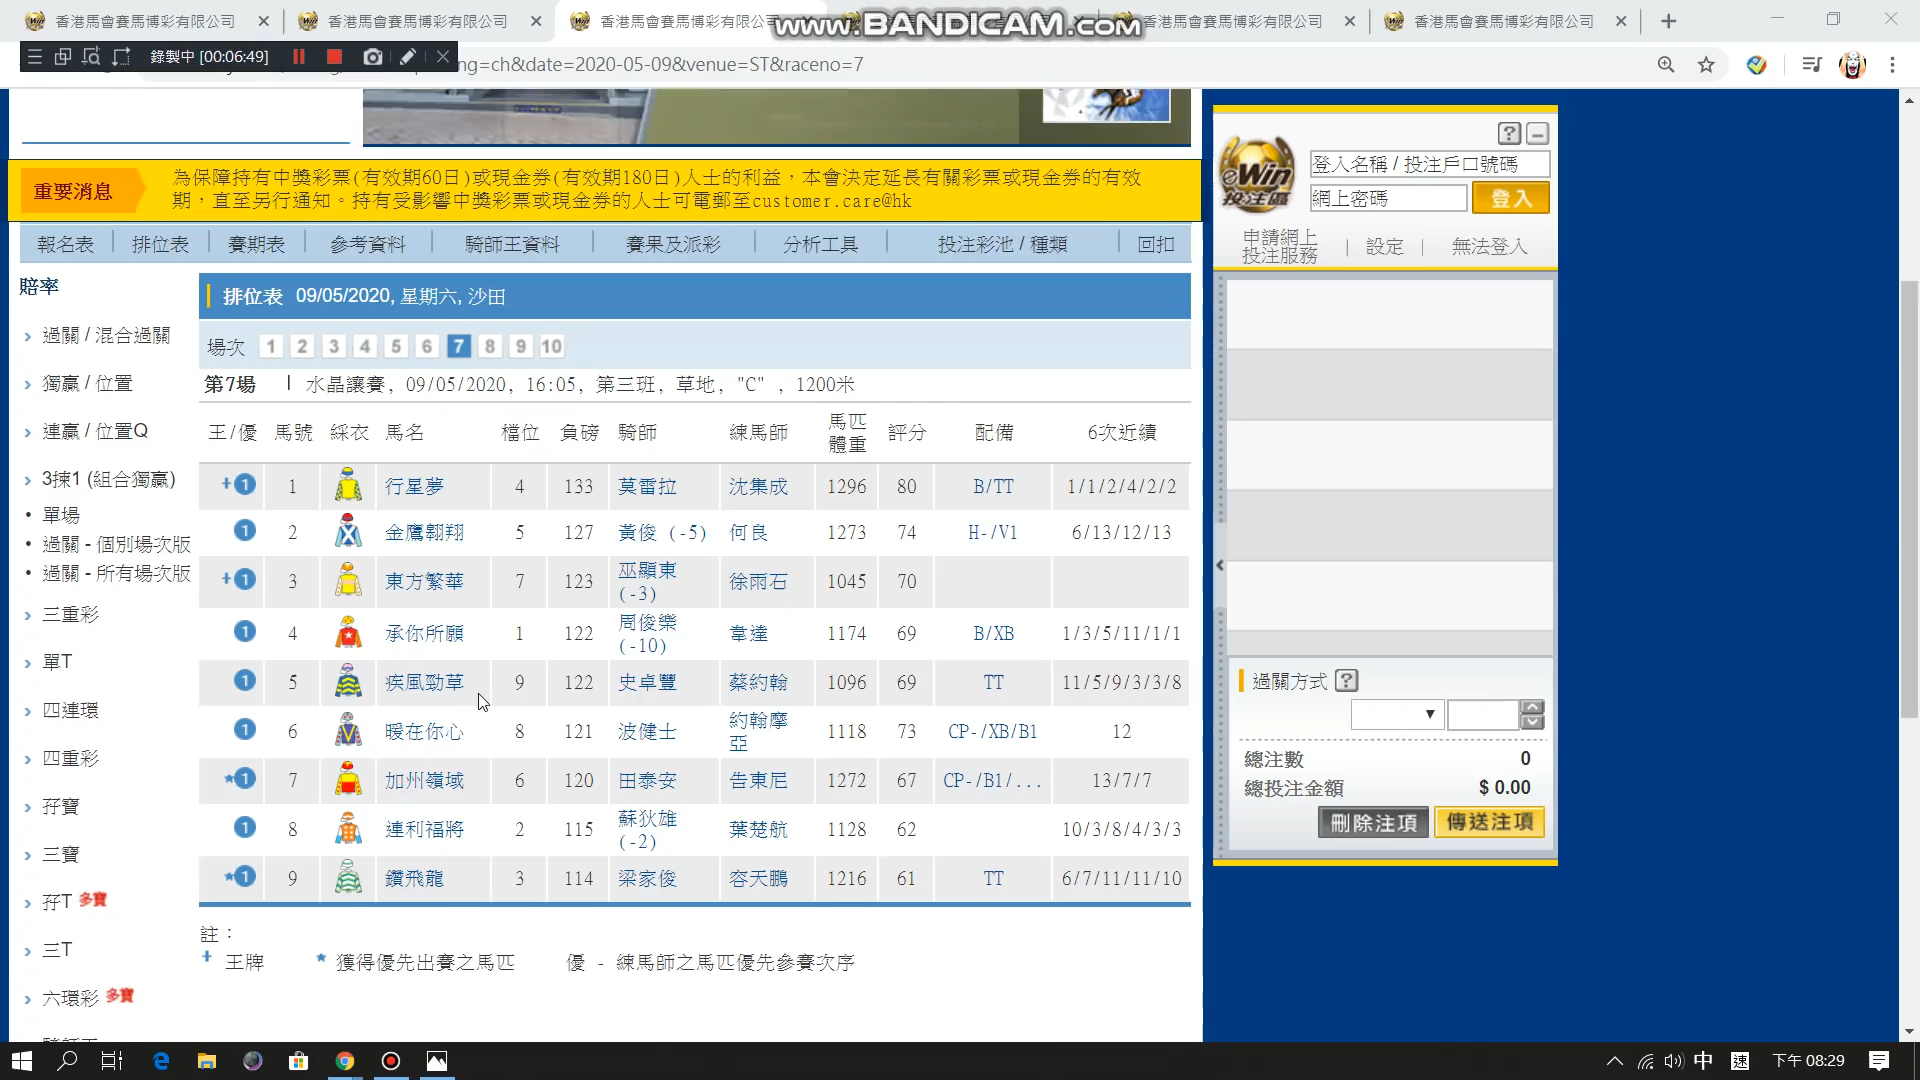 香港馬會賽馬博彩有限公司
香港馬會賽馬博彩有限公司
香港馬會賽馬博彩有限公司
www.BANDICAM.com
香港馬會賽馬博彩有限公司
香港馬會賽馬博彩有限公司
錄製中 [00:06:49]
ng=ch&date=2020-05-09&venue=ST&raceno=7
重要消息
為保障持有中獎彩票(有效期60日)或現金券(有效期180日)人士的利益，本會決定延長有關彩票或現金券的有效
期，直至另行通知。持有受影響中獎彩票或現金券的人士可電郵至customer.care@hk
報名表 排位表 賽期表 參考資料 騎師王資料 賽果及派彩 分析工具 投注彩池 / 種類 回扣
賠率
過關 / 混合過關
獨贏 / 位置
連贏 / 位置Q
3揀1 (組合獨贏)
單場
過關 - 個別場次版
過關 - 所有場次版
三重彩
單T
四連環
四重彩
孖寶
三寶
孖T 多寶
三T
六環彩 多寶
排位表 09/05/2020, 星期六, 沙田
場次 1 2 3 4 5 6 7 8 9 10
第7場 | 水晶讓賽, 09/05/2020, 16:05, 第三班, 草地, "C" , 1200米
王/優 馬號 綵衣 馬名 檔位 負磅 騎師 練馬師 馬匹體重 評分 配備 6次近績
+1 1 行星夢 4 133 莫雷拉 沈集成 1296 80 B/TT 1/1/2/4/2/2
1 2 金鷹翱翔 5 127 黃俊 (-5) 何良 1273 74 H-/V1 6/13/12/13
+1 3 東方繁華 7 123 巫顯東 (-3) 徐雨石 1045 70
1 4 承你所願 1 122 周俊樂 (-10) 韋達 1174 69 B/XB 1/3/5/11/1/1
1 5 疾風勁草 9 122 史卓豐 蔡約翰 1096 69 TT 11/5/9/3/3/8
1 6 暖在你心 8 121 波健士 約翰摩亞 1118 73 CP-/XB/B1 12
★1 7 加州嶺域 6 120 田泰安 告東尼 1272 67 CP-/B1/... 13/7/7
1 8 連利福將 2 115 蘇狄雄 (-2) 葉楚航 1128 62 10/3/8/4/3/3
★1 9 鑽飛龍 3 114 梁家俊 容天鵬 1216 61 TT 6/7/11/11/10
註：
+ 王牌 ★ 獲得優先出賽之馬匹 優 - 練馬師之馬匹優先參賽次序
eWin
投注區
登入名稱 / 投注戶口號碼
網上密碼
登入
申請網上投注服務 | 設定 | 無法登入
過關方式 ?
總注數 0
總投注金額 $ 0.00
刪除注項 傳送注項
中 速 下午 08:29